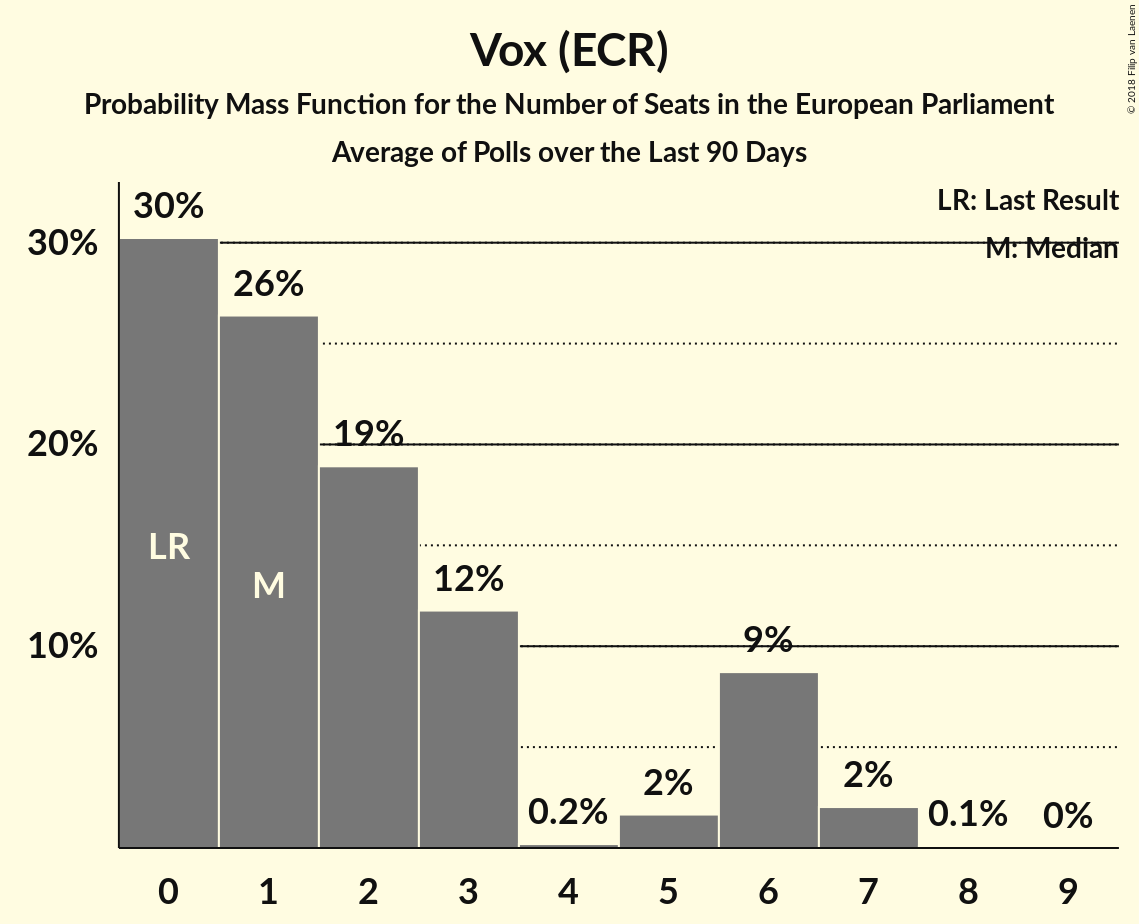 Vox (ECR)
Probability Mass Function for the Number of Seats in the European Parliament
Average of Polls over the Last 90 Days
© 2018 Filip van Laenen
LR: Last Result
M: Median
30%
20%
10%
30%
26%
19%
12%
0.2%
2%
9%
2%
0.1%
0%
LR
M
0 1 2 3 4 5 6 7 8 9